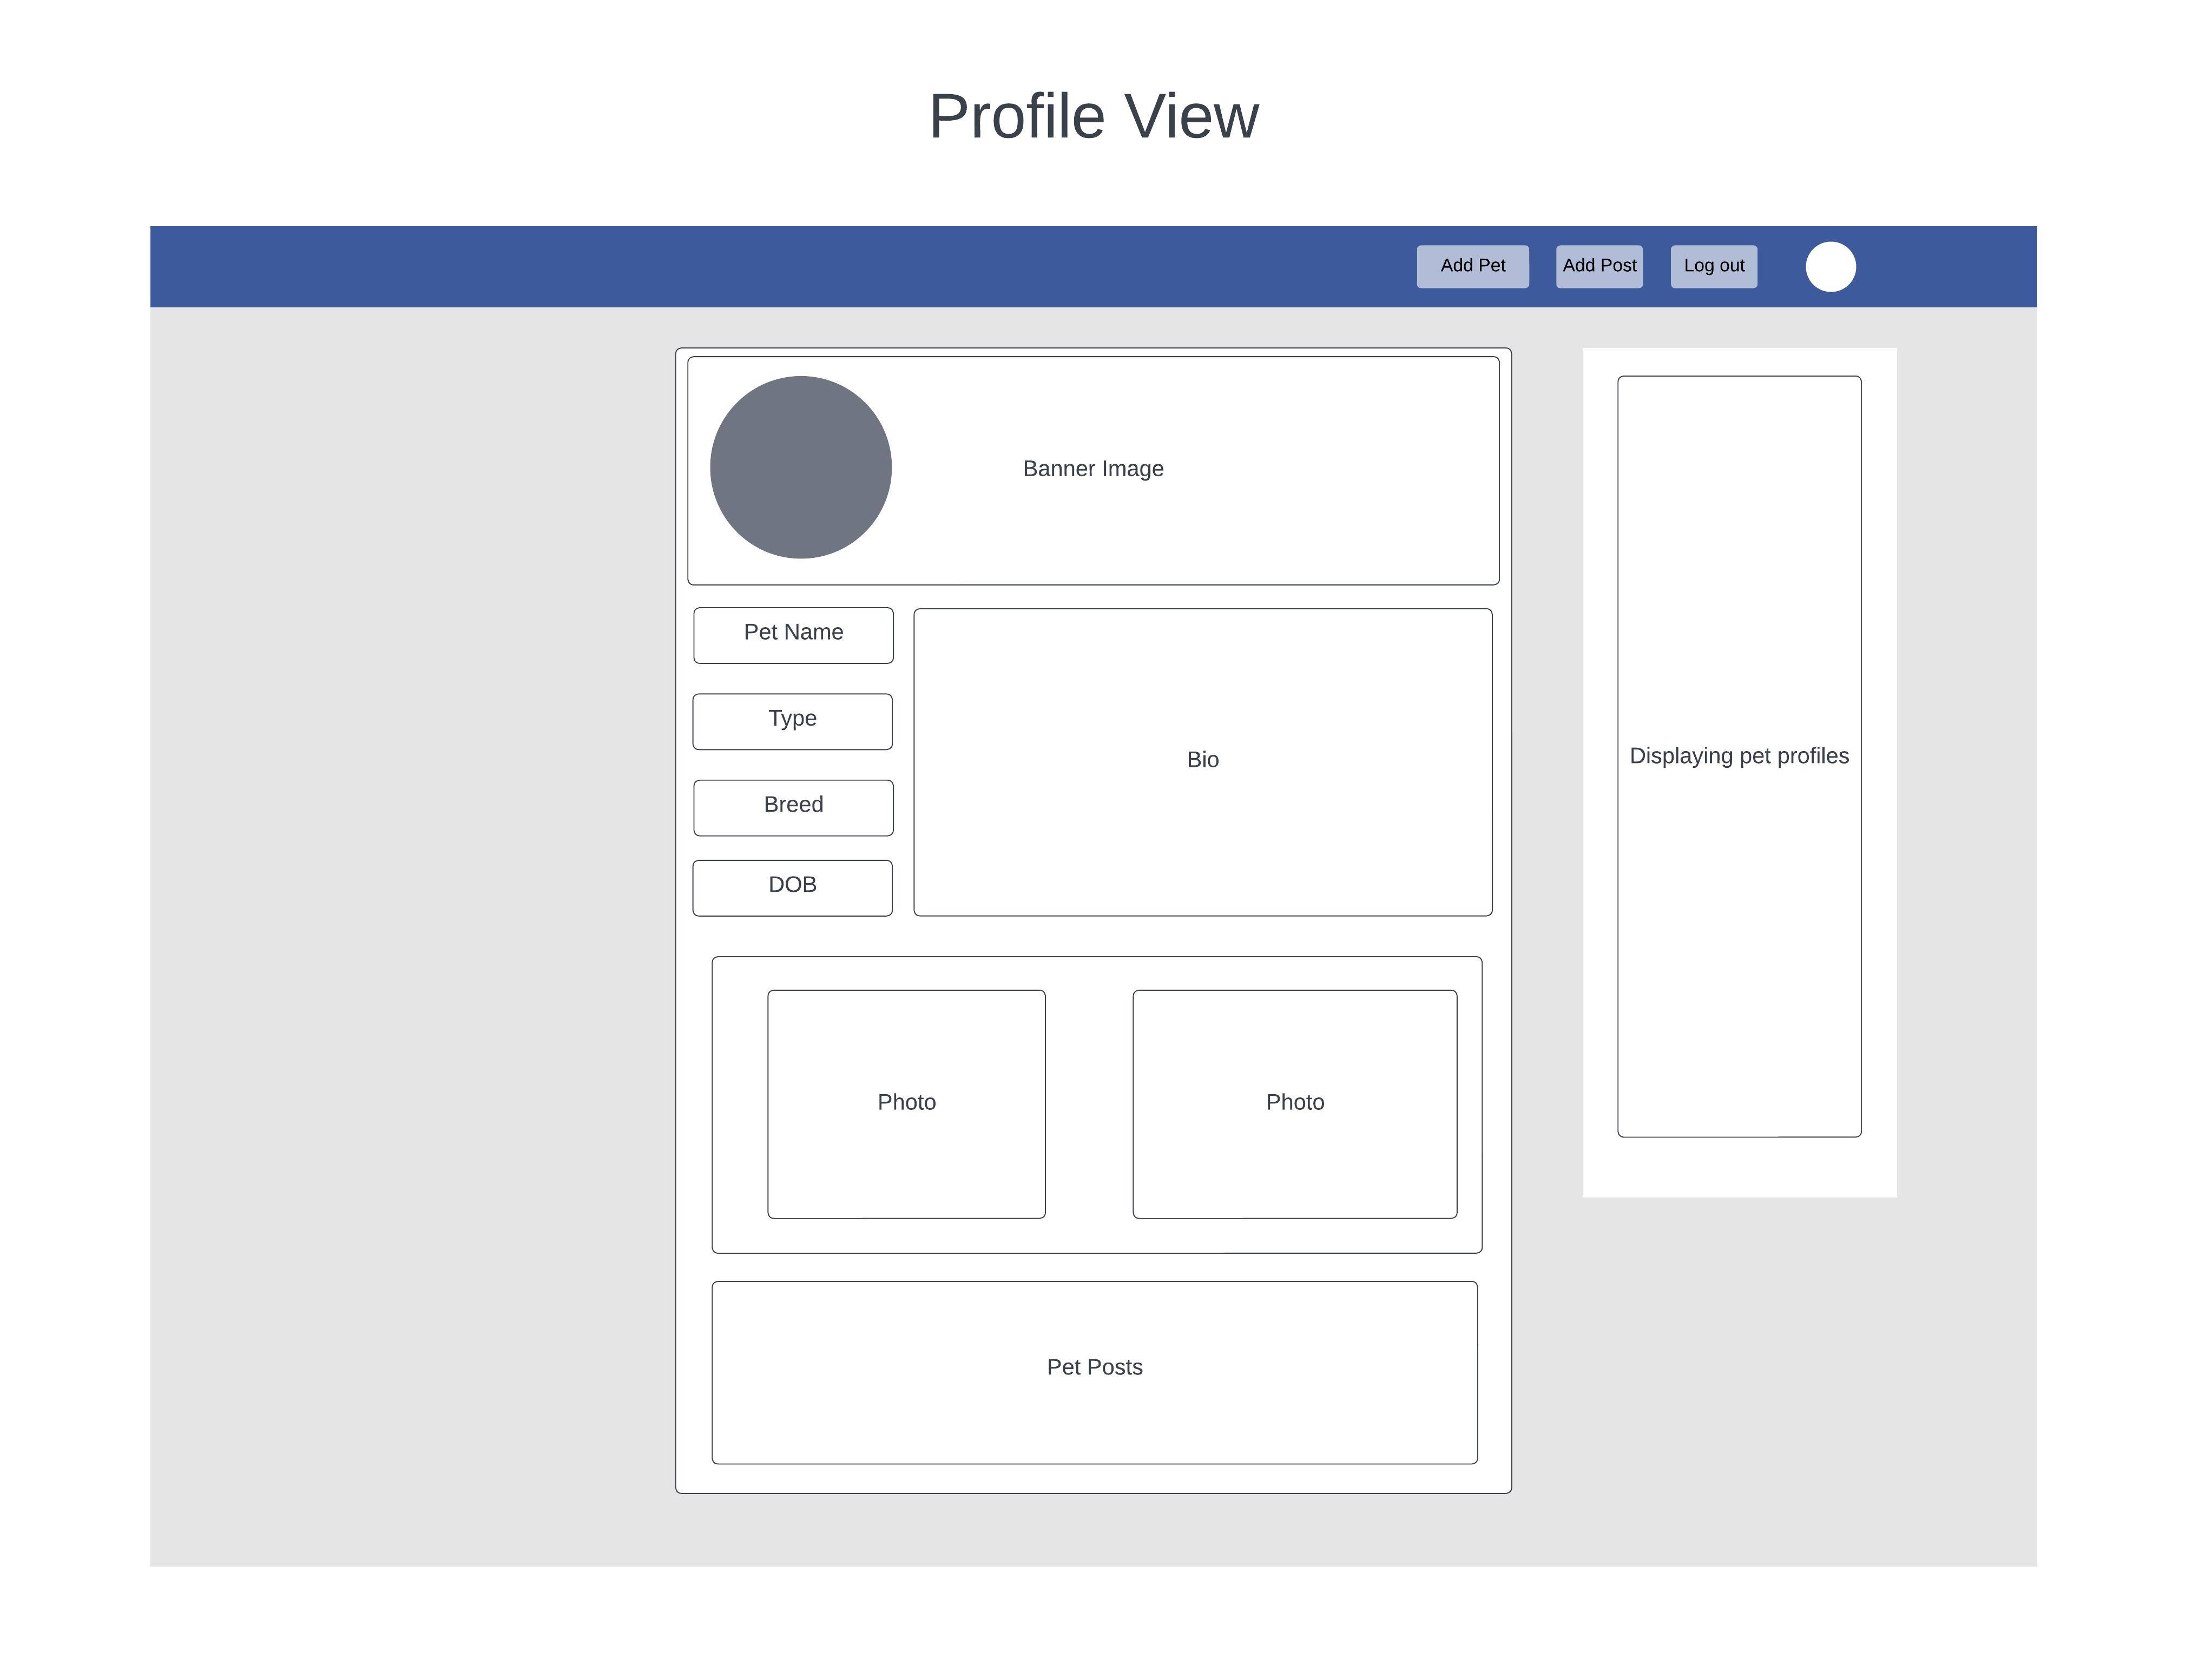 Profile View
Add Pet
Add Post
Log out
Banner Image
Pet Name
Type
Breed
DOB
Bio
Displaying pet profiles
Photo
Photo
Pet Posts